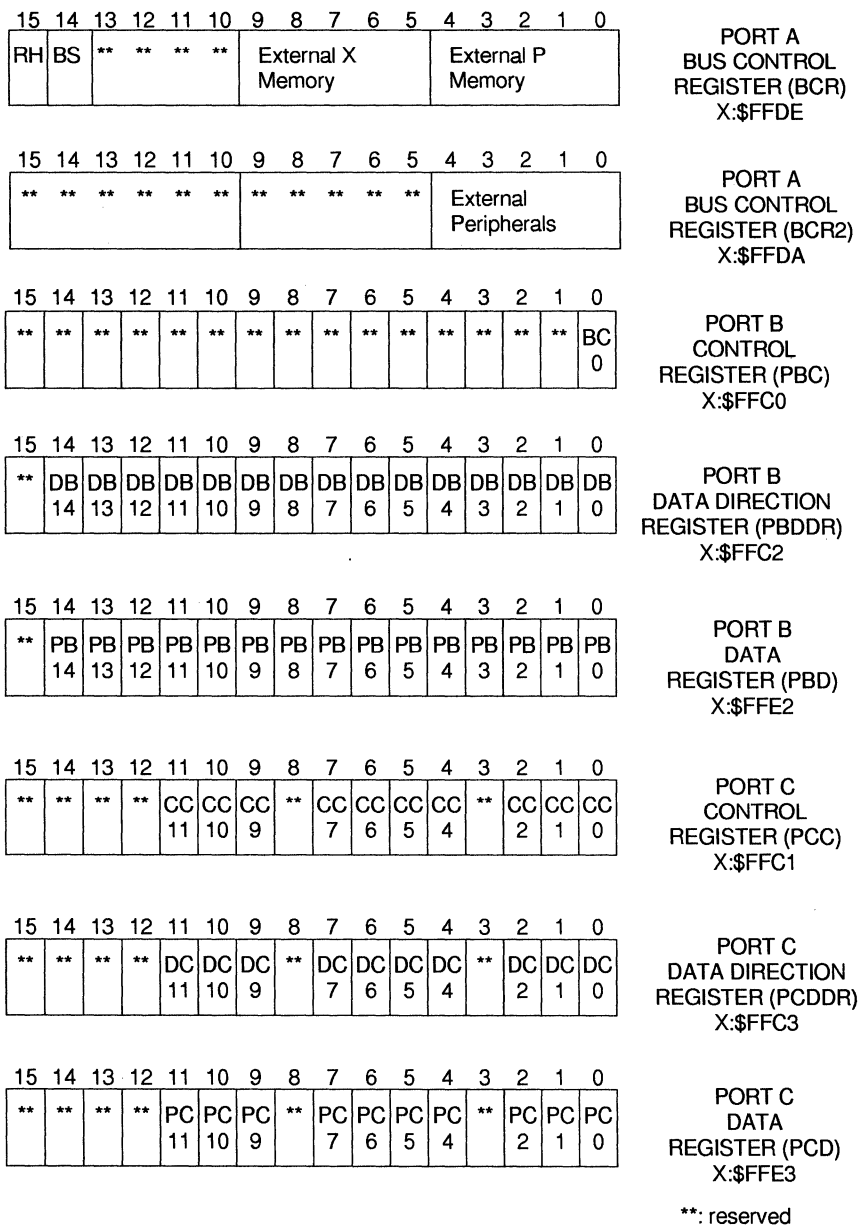 15 14 13 12 11 10 9 8 7 6 5 4 3 2 1 0
RH BS ** ** ** ** External X Memory External P Memory
PORT A
BUS CONTROL
REGISTER (BCR)
X:$FFDE
15 14 13 12 11 10 9 8 7 6 5 4 3 2 1 0
** ** ** ** ** ** ** ** ** ** ** External Peripherals
PORT A
BUS CONTROL
REGISTER (BCR2)
X:$FFDA
15 14 13 12 11 10 9 8 7 6 5 4 3 2 1 0
** ** ** ** ** ** ** ** ** ** ** ** ** ** ** BC
0
PORT B
CONTROL
REGISTER (PBC)
X:$FFC0
15 14 13 12 11 10 9 8 7 6 5 4 3 2 1 0
** DB DB DB DB DB DB DB DB DB DB DB DB DB DB DB
14 13 12 11 10 9 8 7 6 5 4 3 2 1 0
PORT B
DATA DIRECTION
REGISTER (PBDDR)
X:$FFC2
15 14 13 12 11 10 9 8 7 6 5 4 3 2 1 0
** PB PB PB PB PB PB PB PB PB PB PB PB PB PB PB
14 13 12 11 10 9 8 7 6 5 4 3 2 1 0
PORT B
DATA
REGISTER (PBD)
X:$FFE2
15 14 13 12 11 10 9 8 7 6 5 4 3 2 1 0
** ** ** ** CC CC CC ** CC CC CC CC ** CC CC CC
11 10 9 7 6 5 4 2 1 0
PORT C
CONTROL
REGISTER (PCC)
X:$FFC1
15 14 13 12 11 10 9 8 7 6 5 4 3 2 1 0
** ** ** ** DC DC DC ** DC DC DC DC ** DC DC DC
11 10 9 7 6 5 4 2 1 0
PORT C
DATA DIRECTION
REGISTER (PCDDR)
X:$FFC3
15 14 13 12 11 10 9 8 7 6 5 4 3 2 1 0
** ** ** ** PC PC PC ** PC PC PC PC ** PC PC PC
11 10 9 7 6 5 4 2 1 0
PORT C
DATA
REGISTER (PCD)
X:$FFE3
**: reserved